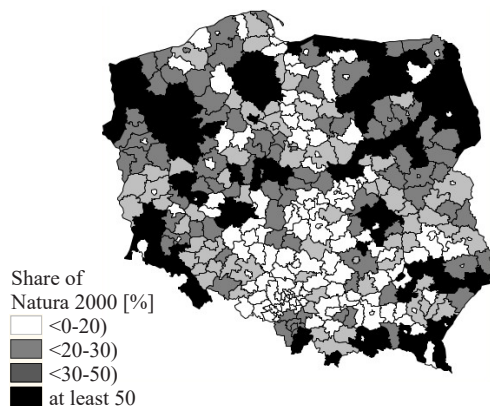 Share of
Natura 2000 [%]
<0-20)
<20-30)
<30-50)
at least 50